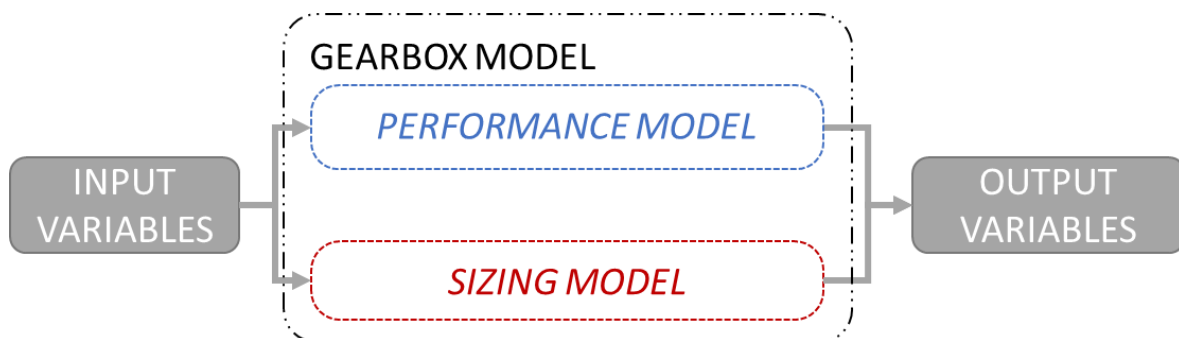 GEARBOX MODEL
PERFORMANCE MODEL
INPUT
VARIABLES
OUTPUT
VARIABLES
SIZING MODEL